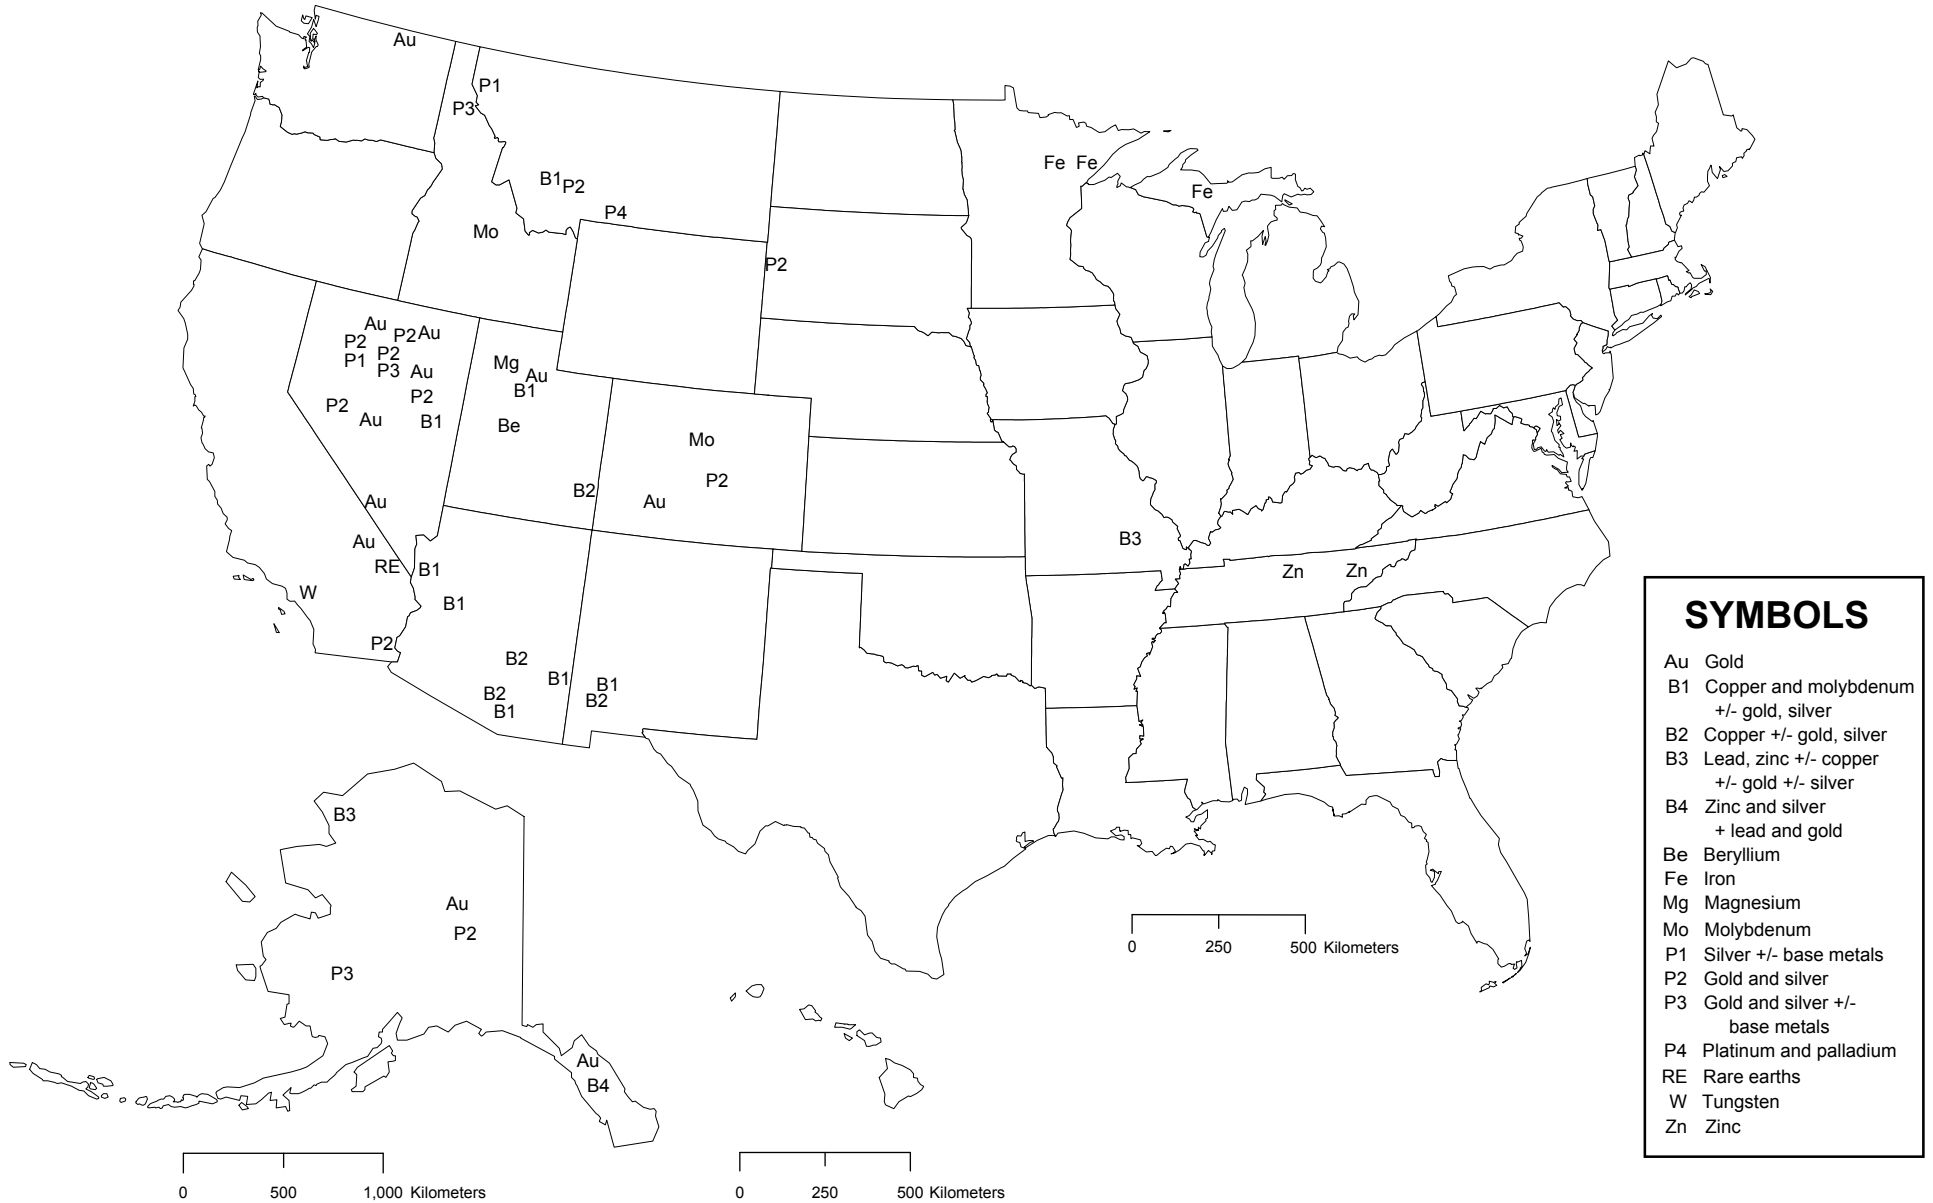 Au
P1
P3
Fe Fe
B1
P2
Fe
P4
Mo
P2
Au
P2
Au
P2
P1
P2
P3
Au
P2
P2
Au
B1
Mg
Au
B1
Be
Mo
P2
B2
Au
Au
B3
Au
RE
B1
Zn
Zn
W
B1
P2
B2
B1
B2
B1
B1
B2
SYMBOLS
Au Gold
B1 Copper and molybdenum
+/- gold, silver
B2 Copper +/- gold, silver
B3 Lead, zinc +/- copper
+/- gold +/- silver
B4 Zinc and silver
+ lead and gold
Be Beryllium
Fe Iron
Mg Magnesium
Mo Molybdenum
P1 Silver +/- base metals
P2 Gold and silver
P3 Gold and silver +/-
base metals
P4 Platinum and palladium
RE Rare earths
W Tungsten
Zn Zinc
B3
Au
P2
P3
Au
B4
0 250 500 Kilometers
0 500 1,000 Kilometers
0 250 500 Kilometers